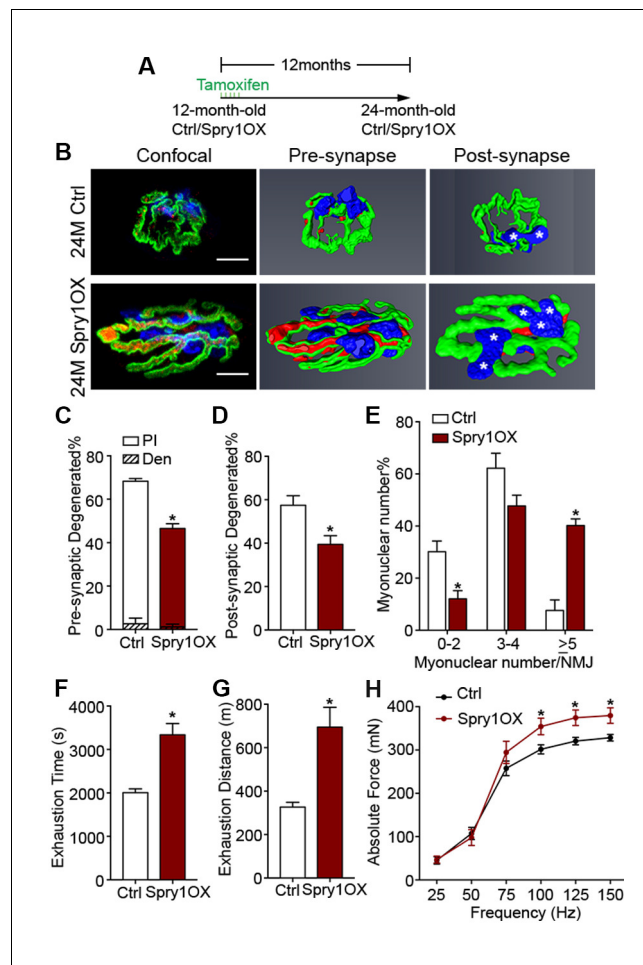 A
12months
Tamoxifen
12-month-old
Ctrl/Spry1OX
24-month-old
Ctrl/Spry1OX
B
Confocal
Pre-synapse
Post-synapse
24M Ctrl
* *
24M Spry1OX
* * * * *
C
PI
Den
Pre-synaptic Degenerated%
80
60
40
20
0
*
Ctrl Spry1OX
D
Post-synaptic Degenerated%
80
60
40
20
0
*
Ctrl Spry1OX
E
Ctrl
Spry1OX
Myonuclear number%
80
60
40
20
0
*
*
0-2 3-4 ≥5
Myonuclear number/NMJ
F
Exhaustion Time (s)
4000
3000
2000
1000
0
*
Ctrl Spry1OX
G
Exhaustion Distance (m)
800
600
400
200
0
*
Ctrl Spry1OX
H
Ctrl
Spry1OX
Absolute Force (mN)
400
300
200
100
0
* * *
25 50 75 100 125 150
Frequency (Hz)